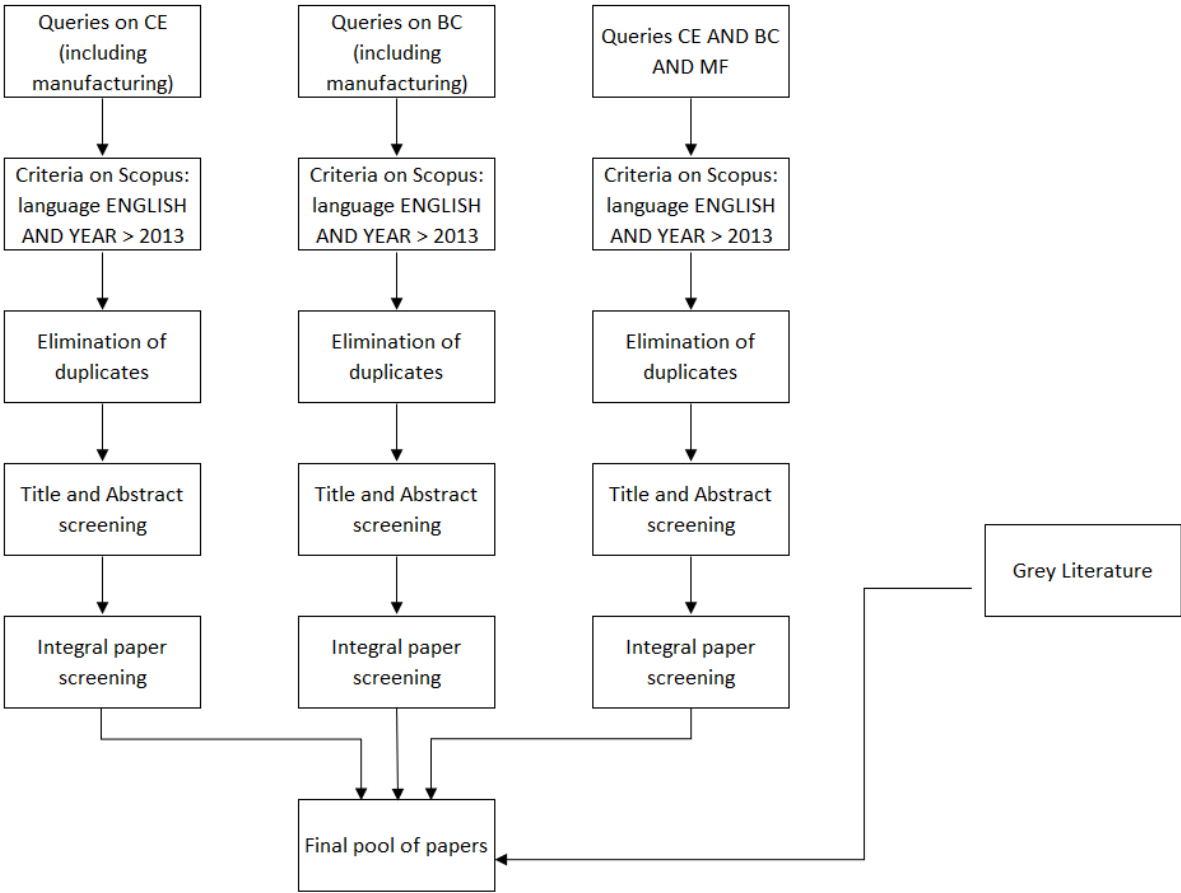 Queries on CE
(including
manufacturing)
Queries on BC
(including
manufacturing)
Queries CE AND BC
AND MF
Criteria on Scopus:
language ENGLISH
AND YEAR > 2013
Criteria on Scopus:
language ENGLISH
AND YEAR > 2013
Criteria on Scopus:
language ENGLISH
AND YEAR > 2013
Elimination of
duplicates
Elimination of
duplicates
Elimination of
duplicates
Title and Abstract
screening
Title and Abstract
screening
Title and Abstract
screening
Grey Literature
Integral paper
screening
Integral paper
screening
Integral paper
screening
Final pool of papers